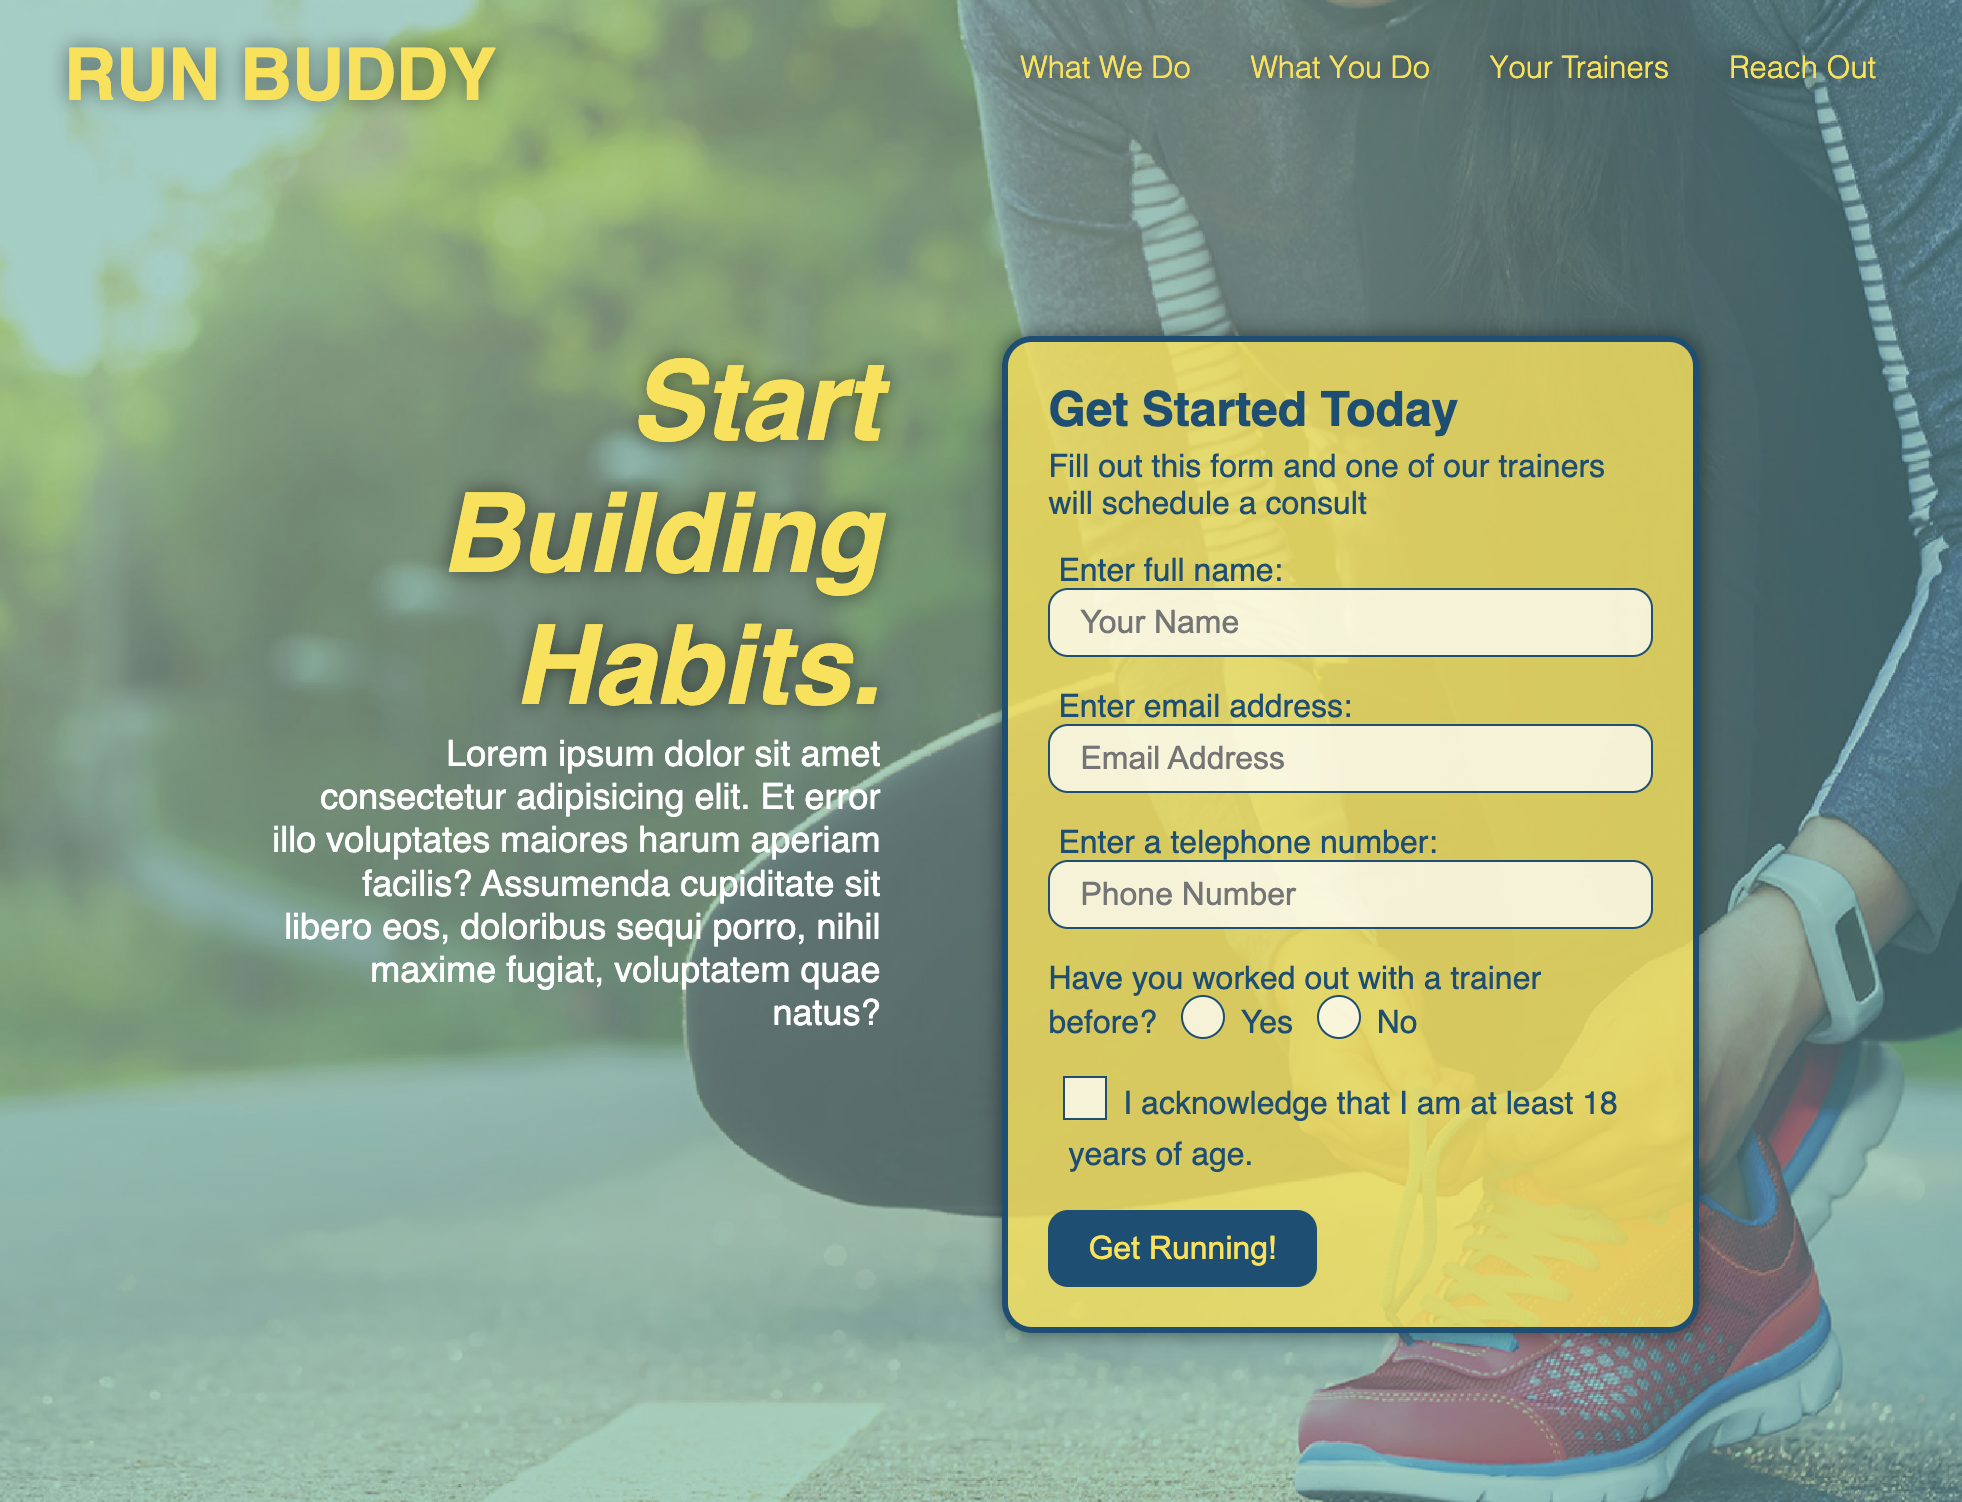 RUN BUDDY
What We Do
What You Do
Your Trainers
Reach Out
Start
Building
Habits.
Lorem ipsum dolor sit amet
consectetur adipisicing elit. Et error
illo voluptates maiores harum aperiam
facilis? Assumenda cupiditate sit
libero eos, doloribus sequi porro, nihil
maxime fugiat, voluptatem quae
natus?
Get Started Today
Fill out this form and one of our trainers
will schedule a consult
Enter full name:
Your Name
Enter email address:
Email Address
Enter a telephone number:
Phone Number
Have you worked out with a trainer
before? Yes No
I acknowledge that I am at least 18
years of age.
Get Running!